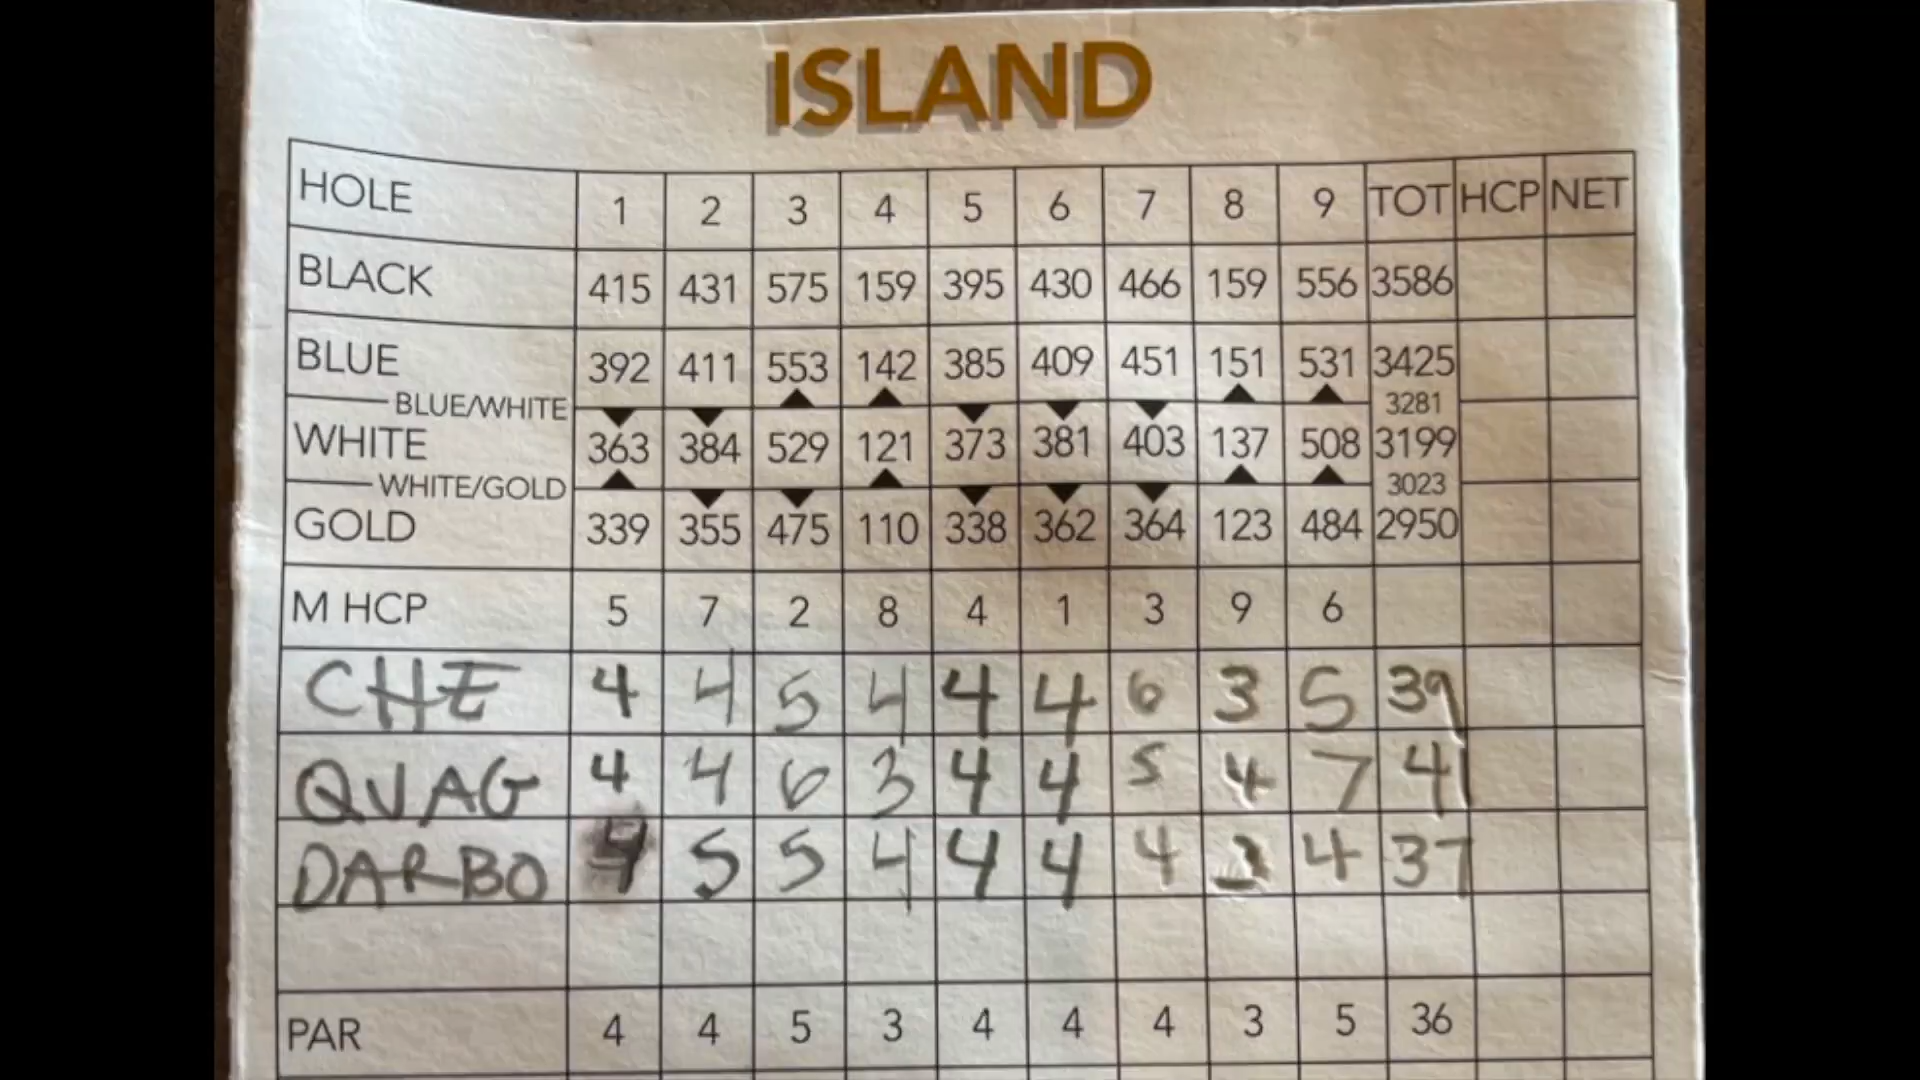 ISLAND
HOLE 1 2 3 4 5 6 7 8 9 TOT HCP NET
BLACK 415 431 575 159 395 430 466 159 556 3586
BLUE 392 411 553 142 385 409 451 151 531 3425
BLUE/WHITE 3281
WHITE 363 384 529 121 373 381 403 137 508 3199
WHITE/GOLD 3023
GOLD 339 355 475 110 338 362 364 123 484 2950
M HCP 5 7 2 8 4 1 3 9 6
CHE 4 4 5 4 4 4 6 3 5 39
QUAG 4 4 6 3 4 4 5 4 7 41
DARBO 4 5 5 4 4 4 4 4 37
PAR 4 4 5 3 4 4 4 3 5 36